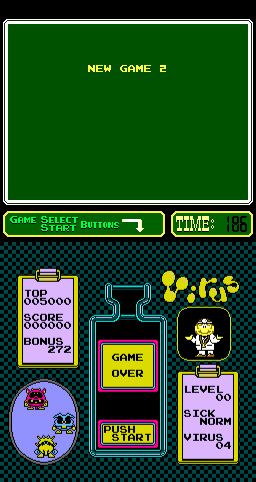 NEW GAME 2
GAME SELECT
START BUTTONS
TIME: 186
Virus
TOP
005000
SCORE
000000
BONUS
272
GAME
OVER
PUSH
START
LEVEL
00
SICK
NORM
VIRUS
04